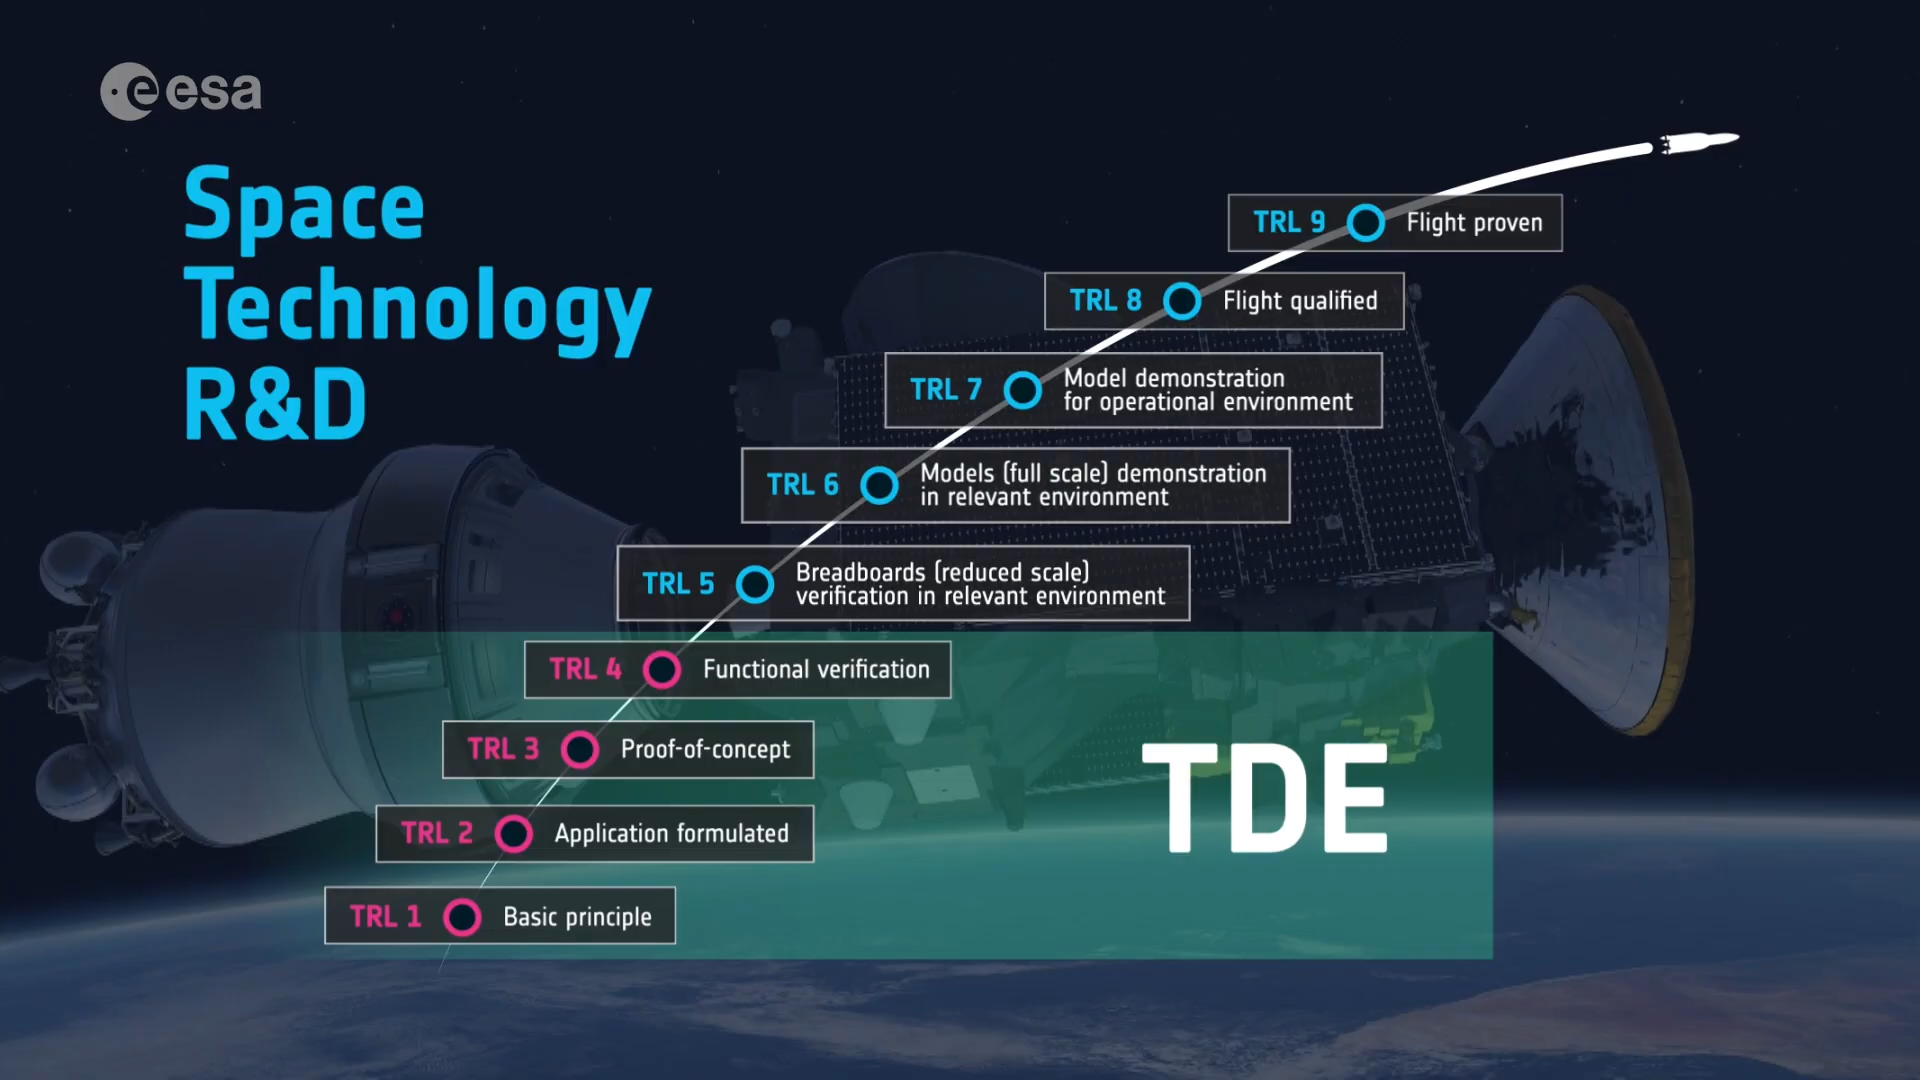 esa
Space
Technology
R&D
TRL 9 Flight proven
TRL 8 Flight qualified
TRL 7 Model demonstration
for operational environment
TRL 6 Models (full scale) demonstration
in relevant environment
TRL 5 Breadboards (reduced scale)
verification in relevant environment
TRL 4 Functional verification
TRL 3 Proof-of-concept
TRL 2 Application formulated
TRL 1 Basic principle
TDE